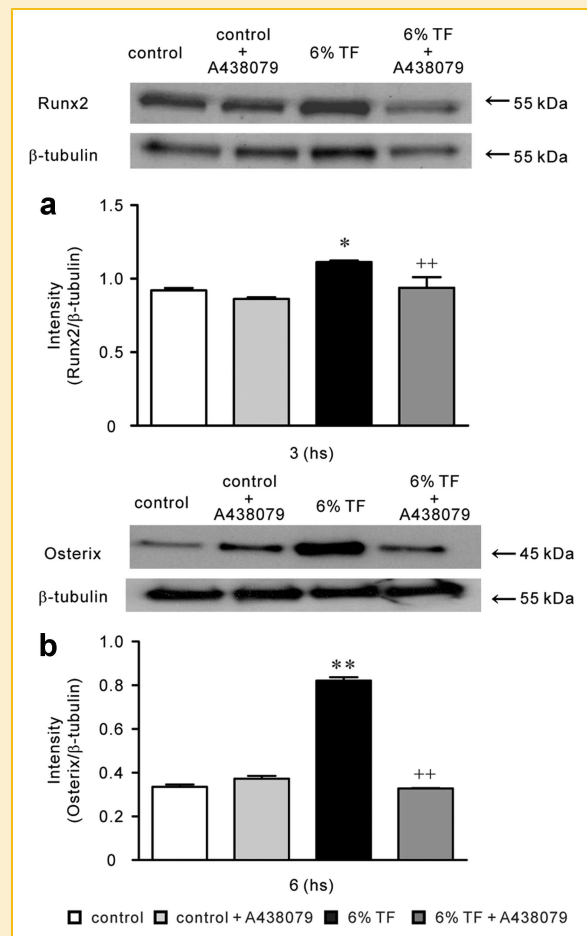 control
control + A438079
6% TF
6% TF + A438079
Runx2
← 55 kDa
β-tubulin
← 55 kDa
a
Intensity (Runx2/β-tubulin)
1.5
1.0
0.5
0
*
++
3 (hs)
control
control + A438079
6% TF
6% TF + A438079
Osterix
← 45 kDa
β-tubulin
← 55 kDa
b
Intensity (Osterix/β-tubulin)
1.0
0.8
0.4
0.2
0
**
++
6 (hs)
control
control + A438079
6% TF
6% TF + A438079